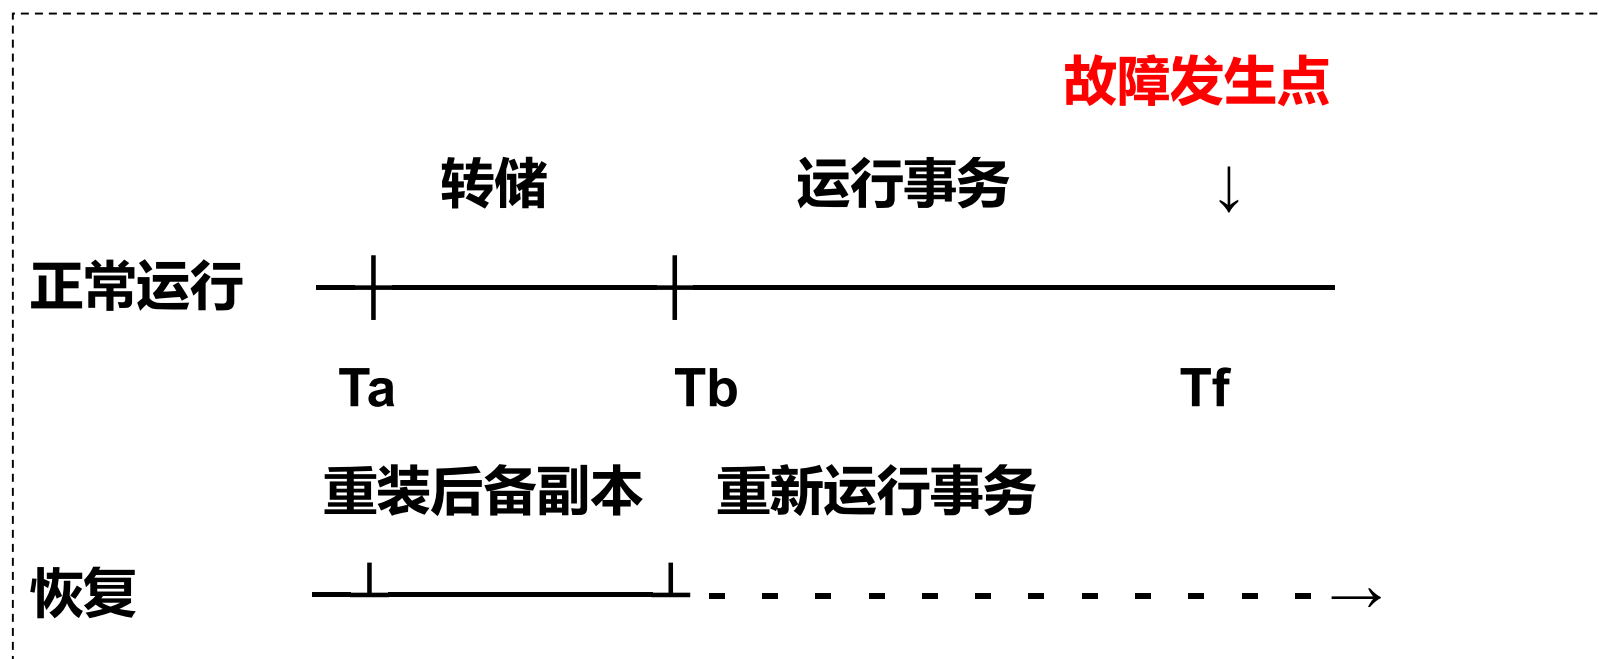 故障发生点
转储 运行事务 ↓
正常运行
Ta Tb Tf
重装后备副本 重新运行事务
恢复 →